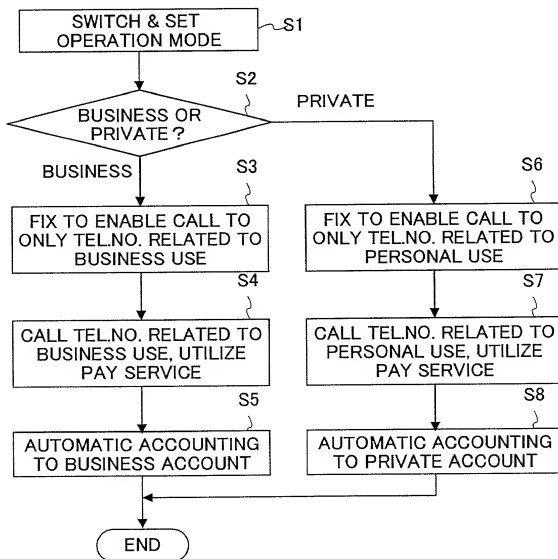 SWITCH & SET
OPERATION MODE
S1
S2
BUSINESS OR
PRIVATE?
PRIVATE
BUSINESS
S3
FIX TO ENABLE CALL TO
ONLY TEL.NO. RELATED TO
BUSINESS USE
S4
CALL TEL.NO. RELATED TO
BUSINESS USE, UTILIZE
PAY SERVICE
S5
AUTOMATIC ACCOUNTING
TO BUSINESS ACCOUNT
S6
FIX TO ENABLE CALL TO
ONLY TEL.NO. RELATED TO
PERSONAL USE
S7
CALL TEL.NO. RELATED TO
PERSONAL USE, UTILIZE
PAY SERVICE
S8
AUTOMATIC ACCOUNTING
TO PRIVATE ACCOUNT
END